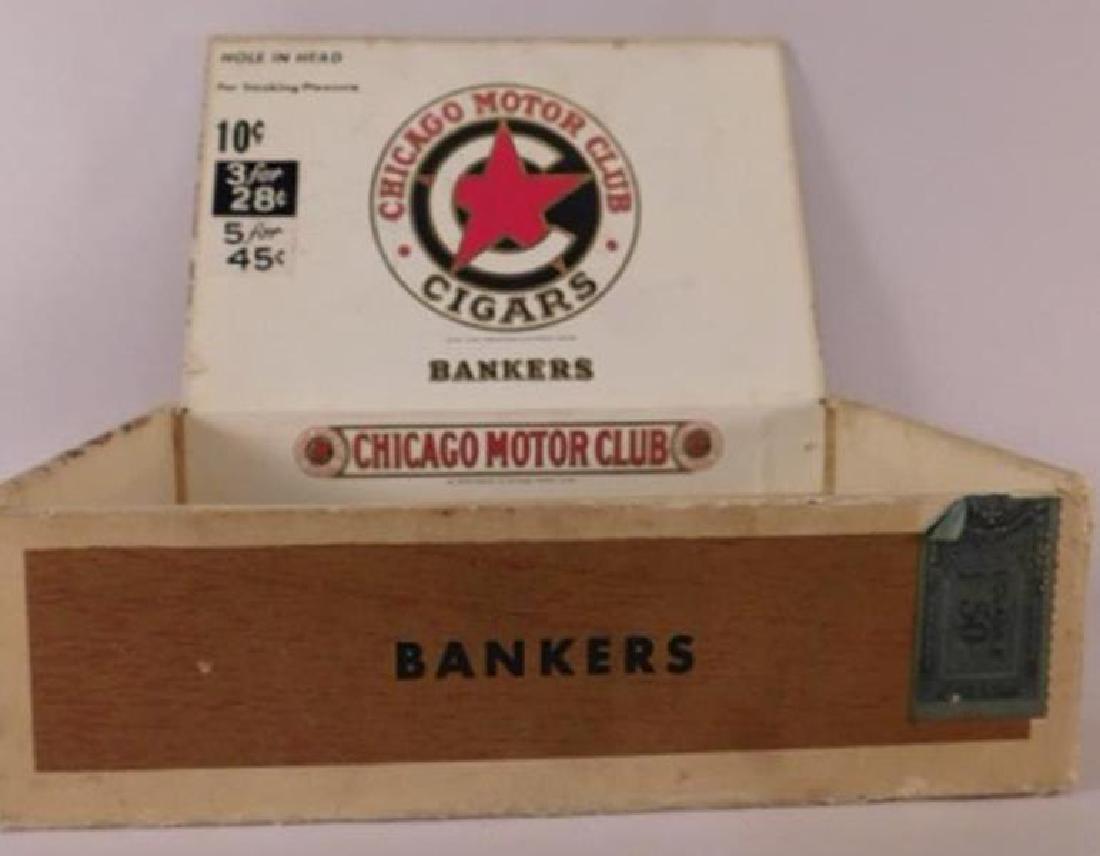 HOLE IN HEAD
For Smoking Pleasure
10¢
3 for
28¢
5 for
45¢
CHICAGO MOTOR CLUB
C
CIGARS
BANKERS
CHICAGO MOTOR CLUB
BANKERS
50